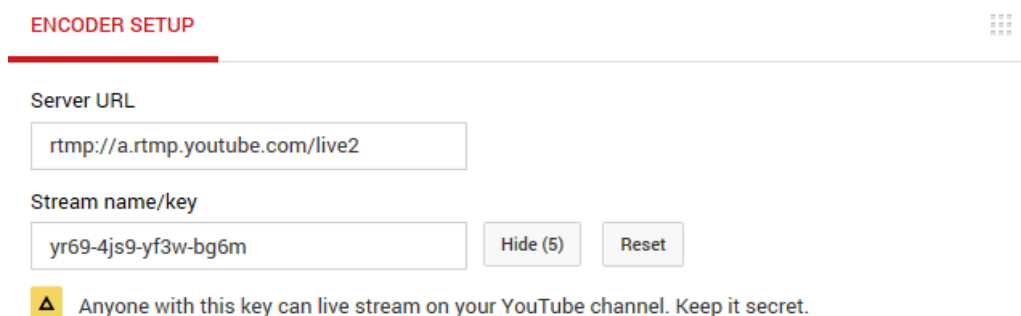 ENCODER SETUP
Server URL
rtmp://a.rtmp.youtube.com/live2
Stream name/key
yr69-4js9-yf3w-bg6m Hide (5) Reset
Anyone with this key can live stream on your YouTube channel. Keep it secret.